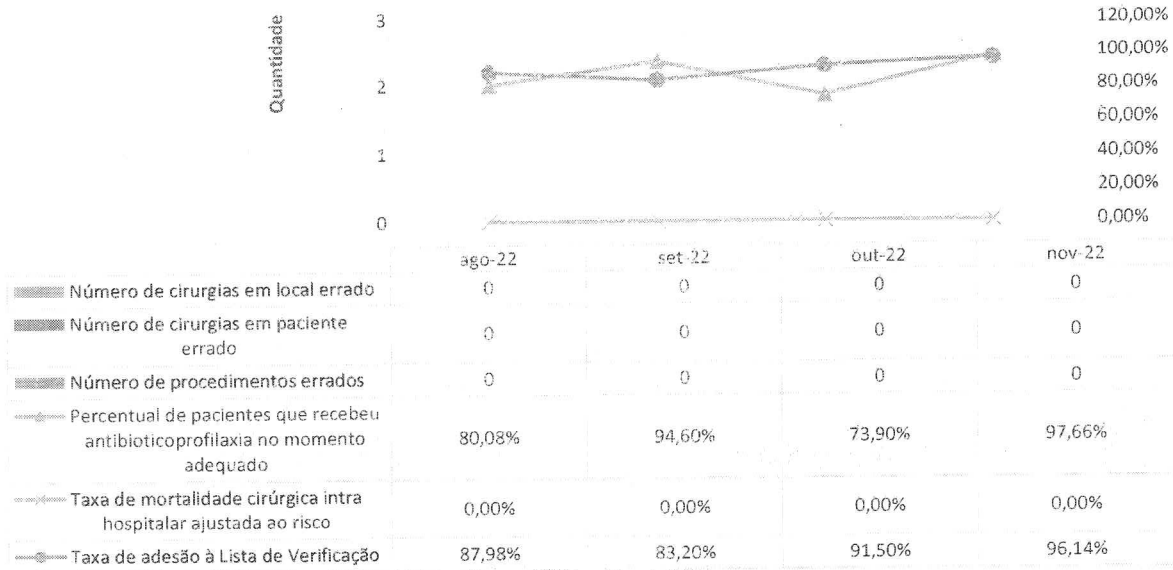 Quantidade
3
2
1
0
120,00%
100,00%
80,00%
60,00%
40,00%
20,00%
0,00%
ago-22 set-22 out-22 nov-22
Número de cirurgias em local errado 0 0 0 0
Número de cirurgias em paciente
errado 0 0 0 0
Número de procedimentos errados 0 0 0 0
Percentual de pacientes que recebeu
antibioticoprofilaxia no momento 80,08% 94,60% 73,90% 97,66%
adequado
Taxa de mortalidade cirúrgica intra
hospitalar ajustada ao risco 0,00% 0,00% 0,00% 0,00%
Taxa de adesão à Lista de Verificação 87,98% 83,20% 91,50% 96,14%